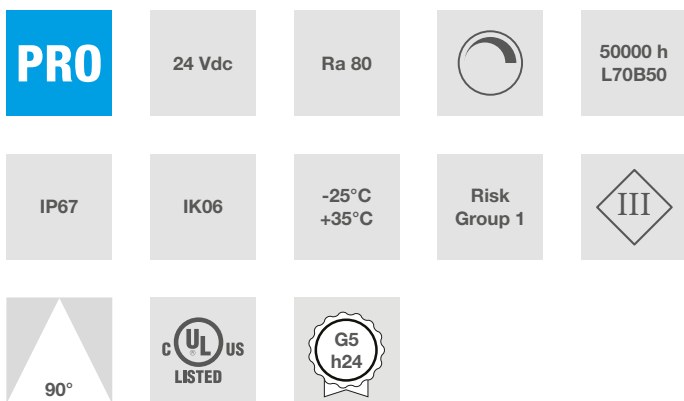 PRO
24 Vdc
Ra 80
50000 h
L70B50
IP67
IK06
-25°C
+35°C
Risk
Group 1
III
90°
C UL US
®
LISTED
G5
h24